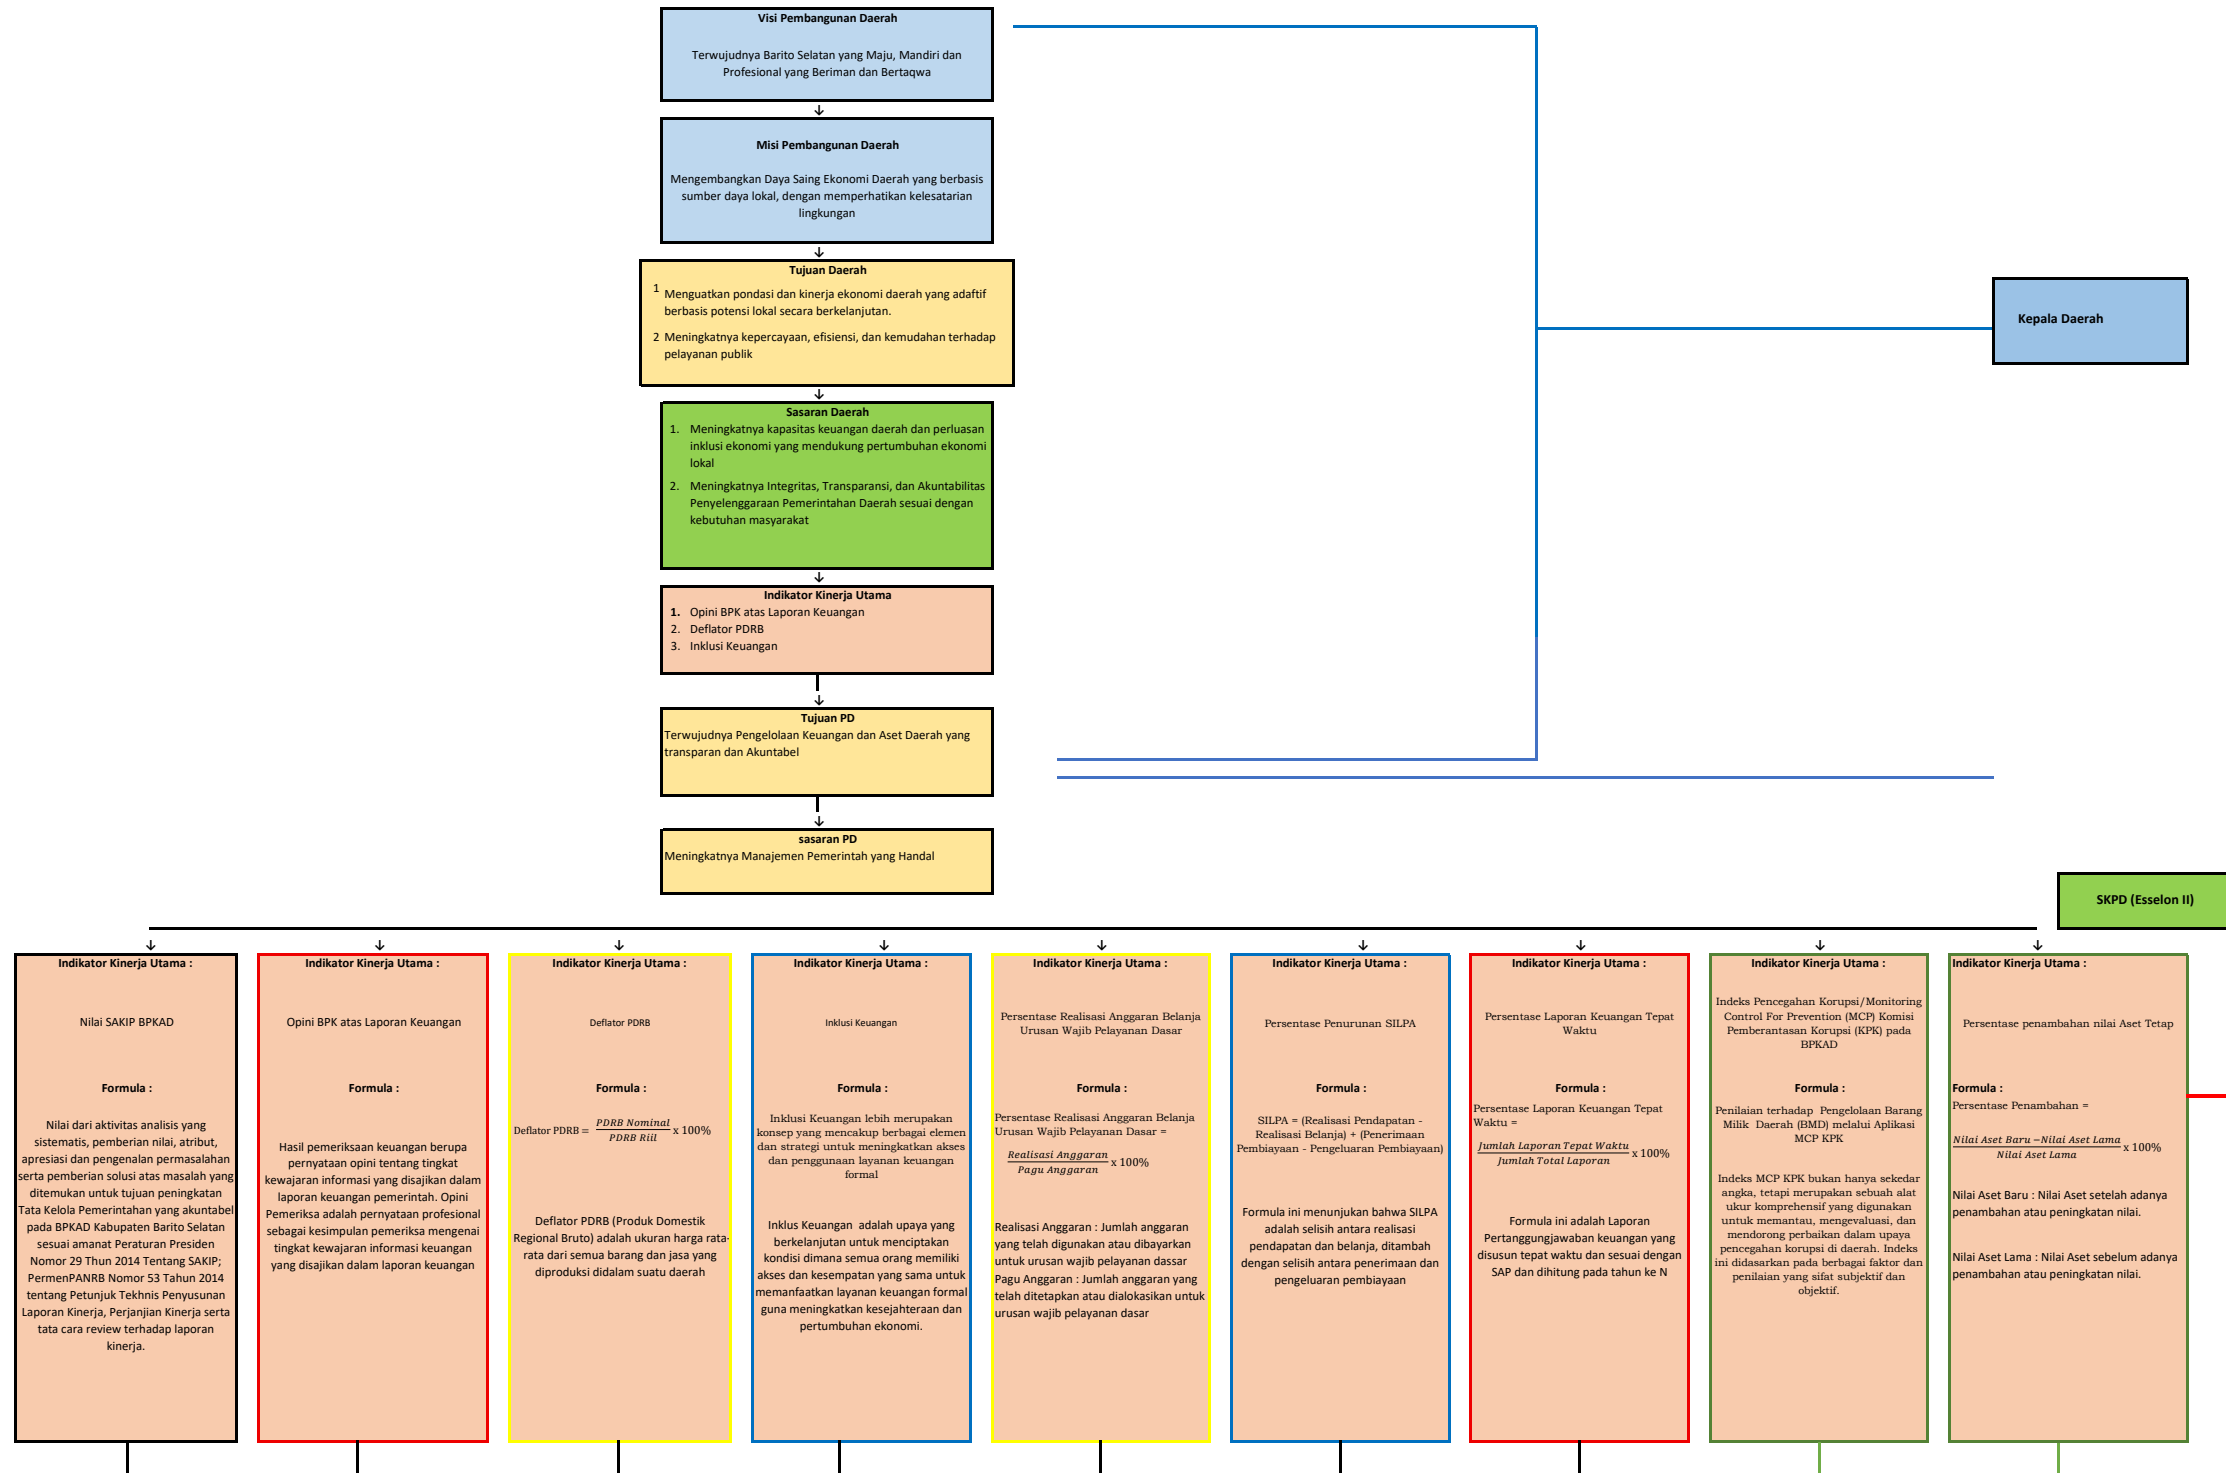 Visi Pembangunan Daerah
Terwujudnya Barito Selatan yang Maju, Mandiri dan
Profesional yang Beriman dan Bertaqwa
↓
Misi Pembangunan Daerah
Mengembangkan Daya Saing Ekonomi Daerah yang berbasis
sumber daya lokal, dengan memperhatikan kelesatarian
lingkungan
↓
Tujuan Daerah
1 Menguatkan pondasi dan kinerja ekonomi daerah yang adaftif
berbasis potensi lokal secara berkelanjutan.
2 Meningkatnya kepercayaan, efisiensi, dan kemudahan terhadap
pelayanan publik
Kepala Daerah
↓
Sasaran Daerah
1. Meningkatnya kapasitas keuangan daerah dan perluasan
inklusi ekonomi yang mendukung pertumbuhan ekonomi
lokal
2. Meningkatnya Integritas, Transparansi, dan Akuntabilitas
Penyelenggaraan Pemerintahan Daerah sesuai dengan
kebutuhan masyarakat
↓
Indikator Kinerja Utama
1. Opini BPK atas Laporan Keuangan
2. Deflator PDRB
3. Inklusi Keuangan
↓
Tujuan PD
Terwujudnya Pengelolaan Keuangan dan Aset Daerah yang
transparan dan Akuntabel
↓
sasaran PD
Meningkatnya Manajemen Pemerintah yang Handal
SKPD (Esselon II)
↓ ↓ ↓ ↓ ↓ ↓ ↓ ↓ ↓
Indikator Kinerja Utama :
Nilai SAKIP BPKAD
Formula :
Nilai dari aktivitas analisis yang
sistematis, pemberian nilai, atribut,
apresiasi dan pengenalan permasalahan
serta pemberian solusi atas masalah yang
ditemukan untuk tujuan peningkatan
Tata Kelola Pemerintahan yang akuntabel
pada BPKAD Kabupaten Barito Selatan
sesuai amanat Peraturan Presiden
Nomor 29 Thun 2014 Tentang SAKIP;
PermenPANRB Nomor 53 Tahun 2014
tentang Petunjuk Tekhnis Penyusunan
Laporan Kinerja, Perjanjian Kinerja serta
tata cara review terhadap laporan
kinerja.
Indikator Kinerja Utama :
Opini BPK atas Laporan Keuangan
Formula :
Hasil pemeriksaan keuangan berupa
pernyataan opini tentang tingkat
kewajaran informasi yang disajikan dalam
laporan keuangan pemerintah. Opini
Pemeriksa adalah pernyataan profesional
sebagai kesimpulan pemeriksa mengenai
tingkat kewajaran informasi keuangan
yang disajikan dalam laporan keuangan
Indikator Kinerja Utama :
Deflator PDRB
Formula :
Deflator PDRB = PDRB Nominal / PDRB Riil x 100%
Deflator PDRB (Produk Domestik
Regional Bruto) adalah ukuran harga rata-
rata dari semua barang dan jasa yang
diproduksi didalam suatu daerah
Indikator Kinerja Utama :
Inklusi Keuangan
Formula :
Inklusi Keuangan lebih merupakan
konsep yang mencakup berbagai elemen
dan strategi untuk meningkatkan akses
dan penggunaan layanan keuangan
formal
Inklus Keuangan adalah upaya yang
berkelanjutan untuk menciptakan
kondisi dimana semua orang memiliki
akses dan kesempatan yang sama untuk
memanfaatkan layanan keuangan formal
guna meningkatkan kesejahteraan dan
pertumbuhan ekonomi.
Indikator Kinerja Utama :
Persentase Realisasi Anggaran Belanja
Urusan Wajib Pelayanan Dasar
Formula :
Persentase Realisasi Anggaran Belanja
Urusan Wajib Pelayanan Dasar =
Realisasi Anggaran / Pagu Anggaran x 100%
Realisasi Anggaran : Jumlah anggaran
yang telah digunakan atau dibayarkan
untuk urusan wajib pelayanan dassar
Pagu Anggaran : Jumlah anggaran yang
telah ditetapkan atau dialokasikan untuk
urusan wajib pelayanan dasar
Indikator Kinerja Utama :
Persentase Penurunan SILPA
Formula :
SILPA = (Realisasi Pendapatan -
Realisasi Belanja) + (Penerimaan
Pembiayaan - Pengeluaran Pembiayaan)
Formula ini menunjukan bahwa SILPA
adalah selisih antara realisasi
pendapatan dan belanja, ditambah
dengan selisih antara penerimaan dan
pengeluaran pembiayaan
Indikator Kinerja Utama :
Persentase Laporan Keuangan Tepat
Waktu
Formula :
Persentase Laporan Keuangan Tepat
Waktu =
Jumlah Laporan Tepat Waktu / Jumlah Total Laporan x 100%
Formula ini adalah Laporan
Pertanggungjawaban keuangan yang
disusun tepat waktu dan sesuai dengan
SAP dan dihitung pada tahun ke N
Indikator Kinerja Utama :
Indeks Pencegahan Korupsi/Monitoring
Control For Prevention (MCP) Komisi
Pemberantasan Korupsi (KPK) pada
BPKAD
Formula :
Penilaian terhadap Pengelolaan Barang
Milik Daerah (BMD) melalui Aplikasi
MCP KPK
Indeks MCP KPK bukan hanya sekedar
angka, tetapi merupakan sebuah alat
ukur komprehensif yang digunakan
untuk memantau, mengevaluasi, dan
mendorong perbaikan dalam upaya
pencegahan korupsi di daerah. Indeks
ini didasarkan pada berbagai faktor dan
penilaian yang sifat subjektif dan
objektif.
Indikator Kinerja Utama :
Persentase penambahan nilai Aset Tetap
Formula :
Persentase Penambahan =
Nilai Aset Baru −Nilai Aset Lama / Nilai Aset Lama x 100%
Nilai Aset Baru : Nilai Aset setelah adanya
penambahan atau peningkatan nilai.
Nilai Aset Lama : Nilai Aset sebelum adanya
penambahan atau peningkatan nilai.